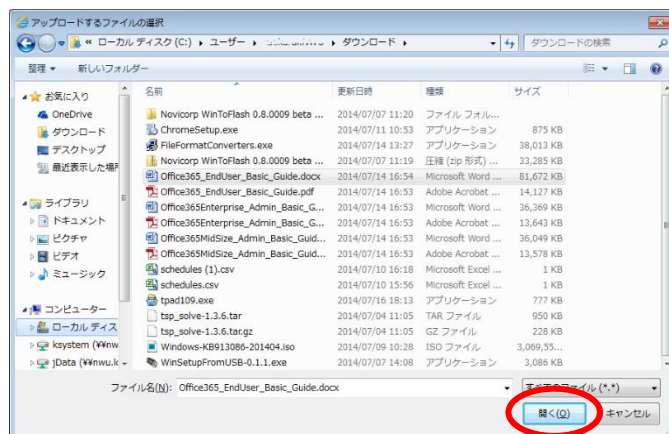 アップロードするファイルの選択
« ローカル ディスク (C:) ▸ ユーザー ▸ ▸ ダウンロード ▸ ダウンロードの検索
整理 ▼ 新しいフォルダー
名前 更新日時 種類 サイズ
お気に入り
OneDrive
ダウンロード
デスクトップ
最近表示した場所
ライブラリ
ドキュメント
ピクチャ
ビデオ
ミュージック
コンピューター
ローカル ディス
ksystem (¥¥nw
jData (¥¥nwu.k
Novicorp WinToFlash 0.8.0009 beta ... 2014/07/07 11:20 ファイル フォル...
ChromeSetup.exe 2014/07/11 10:53 アプリケーション 875 KB
FileFormatConverters.exe 2014/07/14 13:27 アプリケーション 38,013 KB
Novicorp WinToFlash 0.8.0009 beta ... 2014/07/07 11:19 圧縮 (zip 形式) ... 33,285 KB
Office365_EndUser_Basic_Guide.docx 2014/07/14 16:54 Microsoft Word ... 81,672 KB
Office365_EndUser_Basic_Guide.pdf 2014/07/14 16:53 Adobe Acrobat ... 14,127 KB
Office365Enterprise_Admin_Basic_G... 2014/07/14 16:53 Microsoft Word ... 36,369 KB
Office365Enterprise_Admin_Basic_G... 2014/07/14 16:53 Adobe Acrobat ... 13,643 KB
Office365MidSize_Admin_Basic_Guid... 2014/07/14 16:53 Microsoft Word ... 36,049 KB
Office365MidSize_Admin_Basic_Guid... 2014/07/14 16:53 Adobe Acrobat ... 13,578 KB
schedules (1).csv 2014/07/10 16:18 Microsoft Excel ... 1 KB
schedules.csv 2014/07/10 15:56 Microsoft Excel ... 1 KB
tpad109.exe 2014/07/16 18:13 アプリケーション 777 KB
tsp_solve-1.3.6.tar 2014/07/04 11:05 TAR ファイル 950 KB
tsp_solve-1.3.6.tar.gz 2014/07/04 11:05 GZ ファイル 228 KB
Windows-KB913086-201404.iso 2014/07/09 10:28 ISO ファイル 3,069,55...
WinSetupFromUSB-0.1.1.exe 2014/07/07 14:08 アプリケーション 3,086 KB
ファイル名(N): Office365_EndUser_Basic_Guide.docx すべてのファイル (*.*)
開く(O) キャンセル